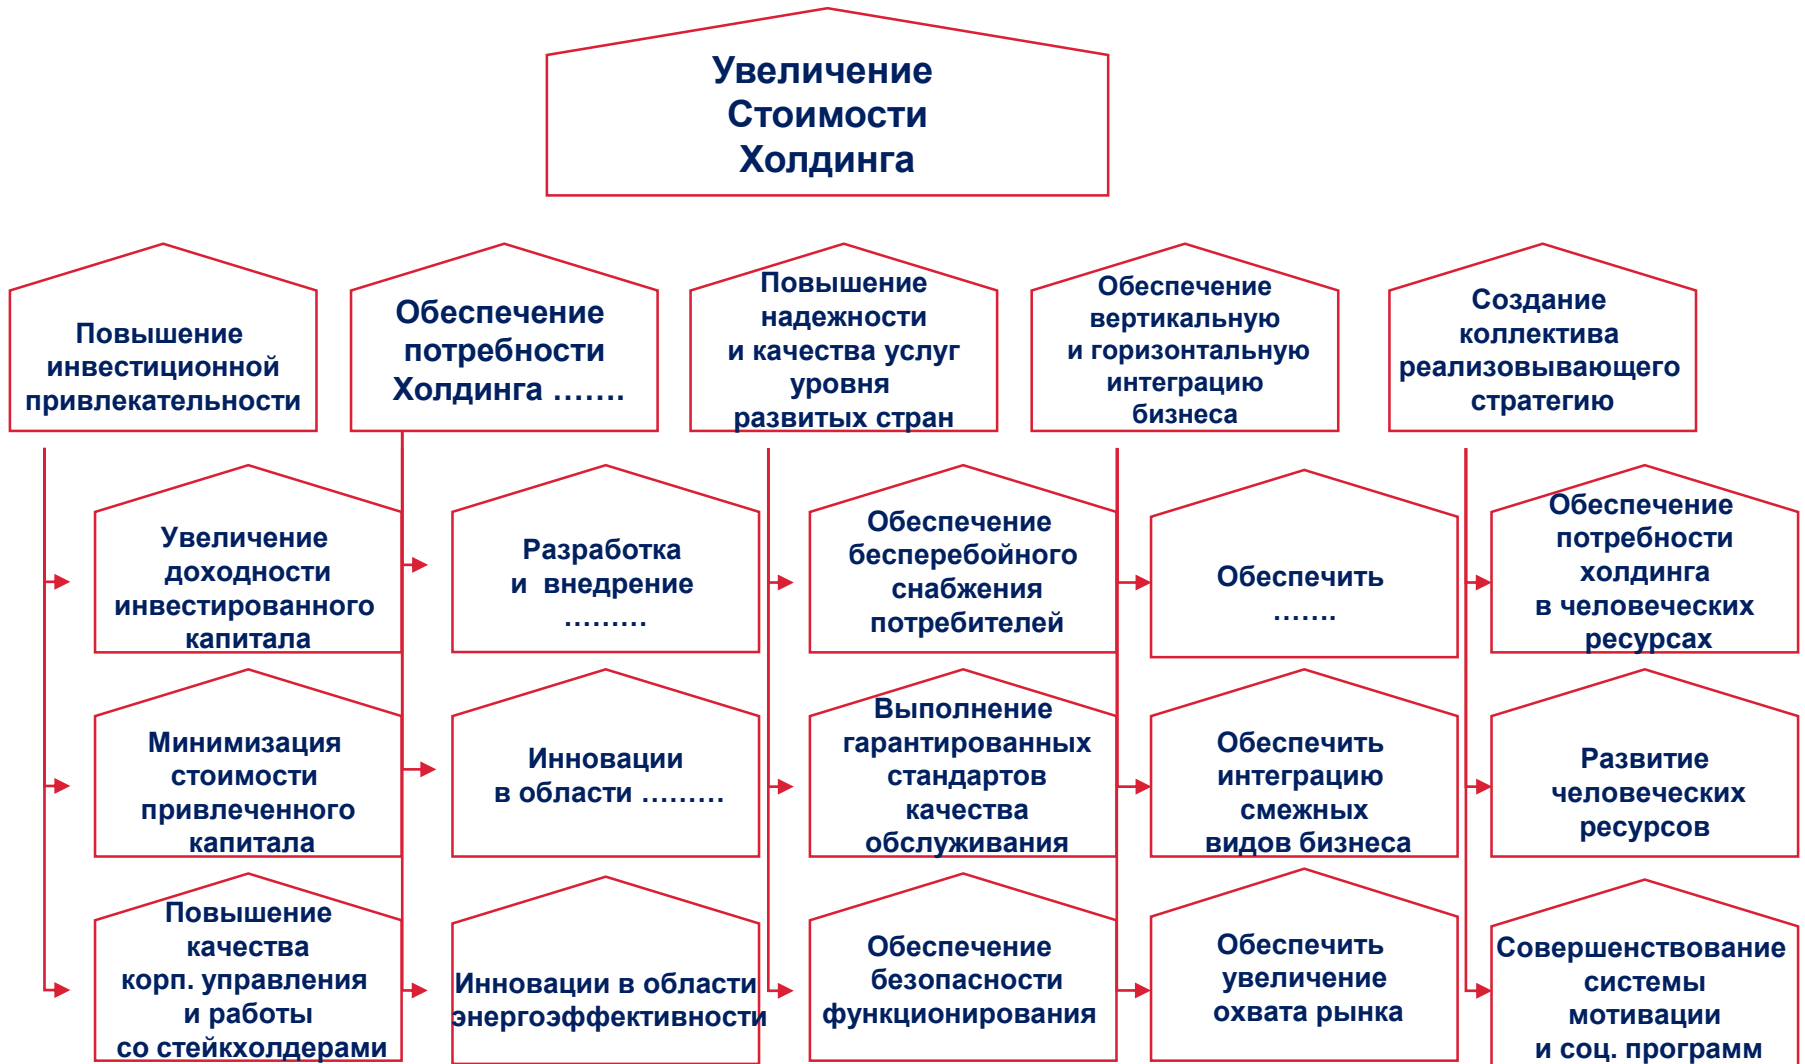 Увеличение
Стоимости
Холдинга
Повышение
инвестиционной
привлекательности
Обеспечение
потребности
Холдинга …….
Повышение
надежности
и качества услуг
уровня
развитых стран
Обеспечение
вертикальную
и горизонтальную
интеграцию
бизнеса
Создание
коллектива
реализовывающего
стратегию
Увеличение
доходности
инвестированного
капитала
Разработка
и внедрение
………
Обеспечение
бесперебойного
снабжения
потребителей
Обеспечить
…….
Обеспечение
потребности
холдинга
в человеческих
ресурсах
Минимизация
стоимости
привлеченного
капитала
Инновации
в области ………
Выполнение
гарантированных
стандартов
качества
обслуживания
Обеспечить
интеграцию
смежных
видов бизнеса
Развитие
человеческих
ресурсов
Повышение
качества
корп. управления
и работы
со стейкхолдерами
Инновации в области
энергоэффективности
Обеспечение
безопасности
функционирования
Обеспечить
увеличение
охвата рынка
Совершенствование
системы
мотивации
и соц. программ